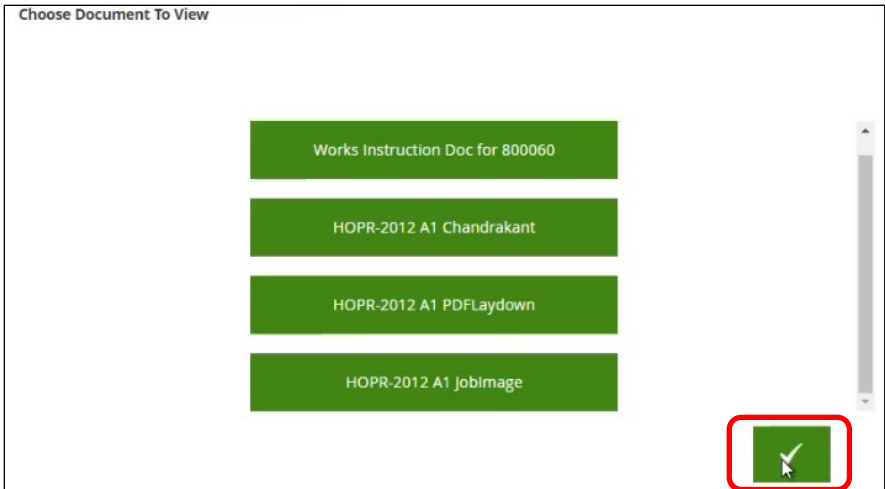 Choose Document To View
Works Instruction Doc for 800060
HOPR-2012 A1 Chandrakant
HOPR-2012 A1 PDFLaydown
HOPR-2012 A1 JobImage